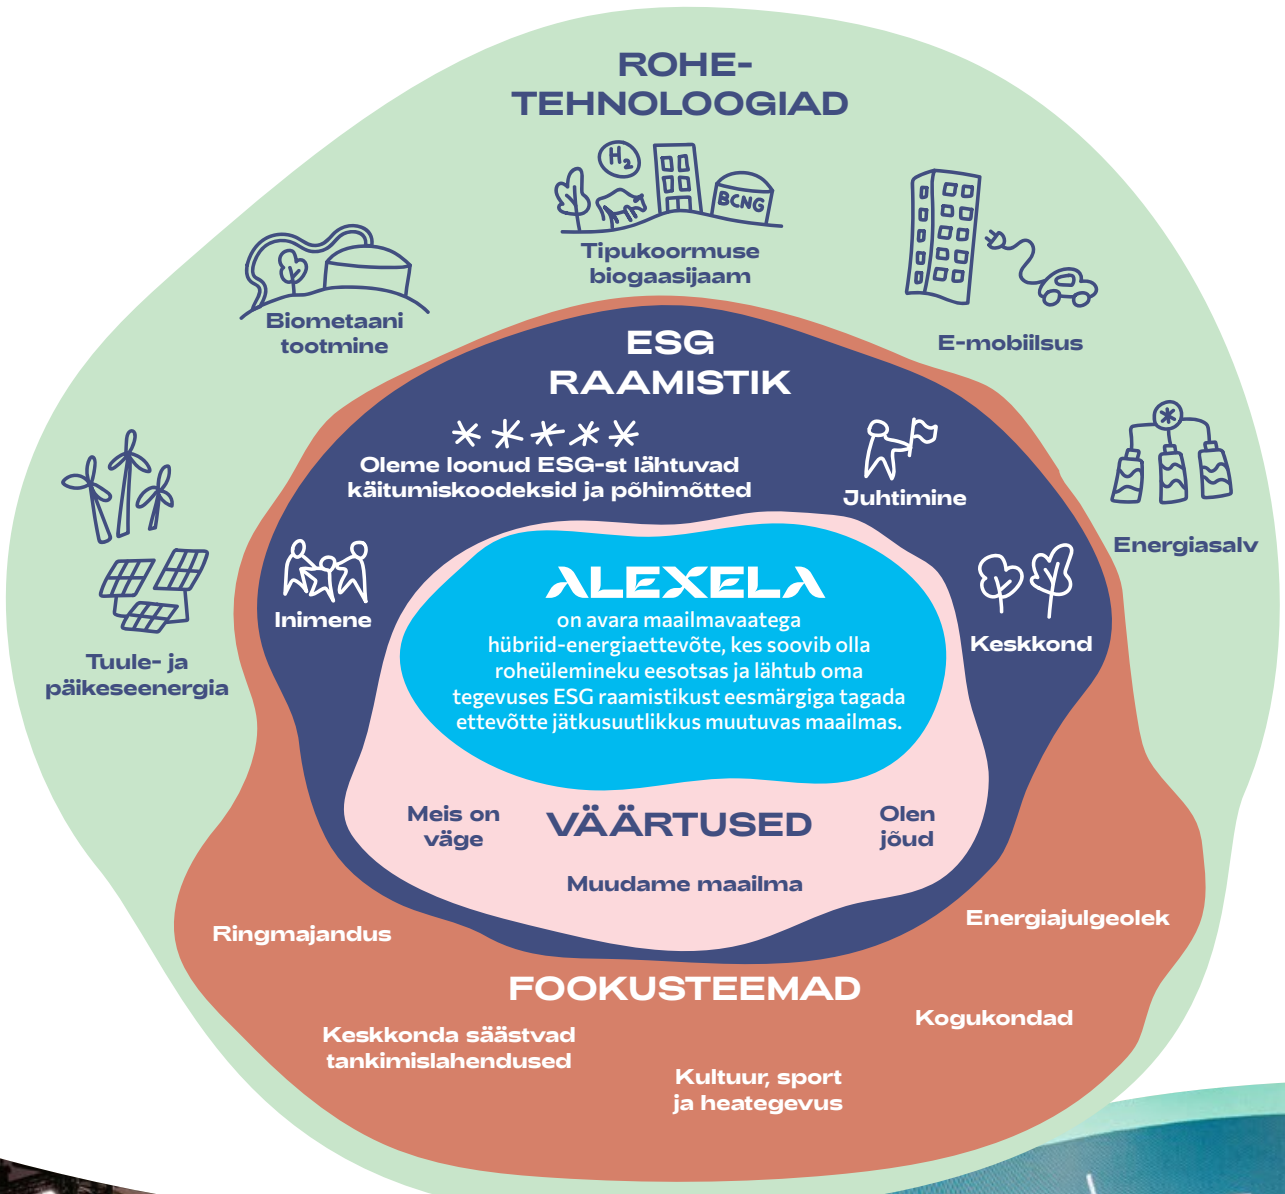 ROHE-
TEHNOLOOGIAD
H2
BCNG
Tipukoormuse
biogaasijaam
Biometaani
tootmine
E-mobiilsus
ESG
RAAMISTIK
Oleme loonud ESG-st lähtuvad
käitumiskoodeksid ja põhimõtted
Juhtimine
Energiasalv
Inimene
Keskkond
Tuule- ja
päikeseenergia
ALEXELA
on avara maailmavaatega
hübriid-energiaettevõte, kes soovib olla
roheülemineku eesotsas ja lähtub oma
tegevuses ESG raamistikust eesmärgiga tagada
ettevõtte jätkusuutlikkus muutuvas maailmas.
Meis on
väge
VÄÄRTUSED
Olen
jõud
Muudame maailma
Ringmajandus
Energiajulgeolek
FOOKUSTEEMAD
Keskkonda säästvad
tankimislahendused
Kogukondad
Kultuur, sport
ja heategevus